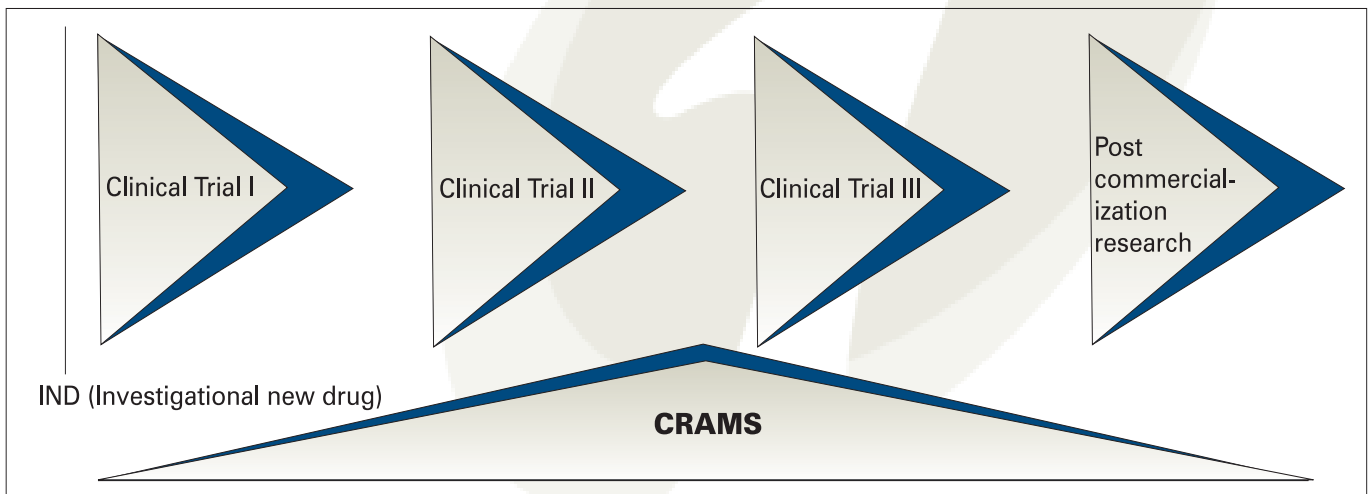 Clinical Trial I
Clinical Trial II
Clinical Trial III
Post
commercial-
ization
research
IND (Investigational new drug)
CRAMS